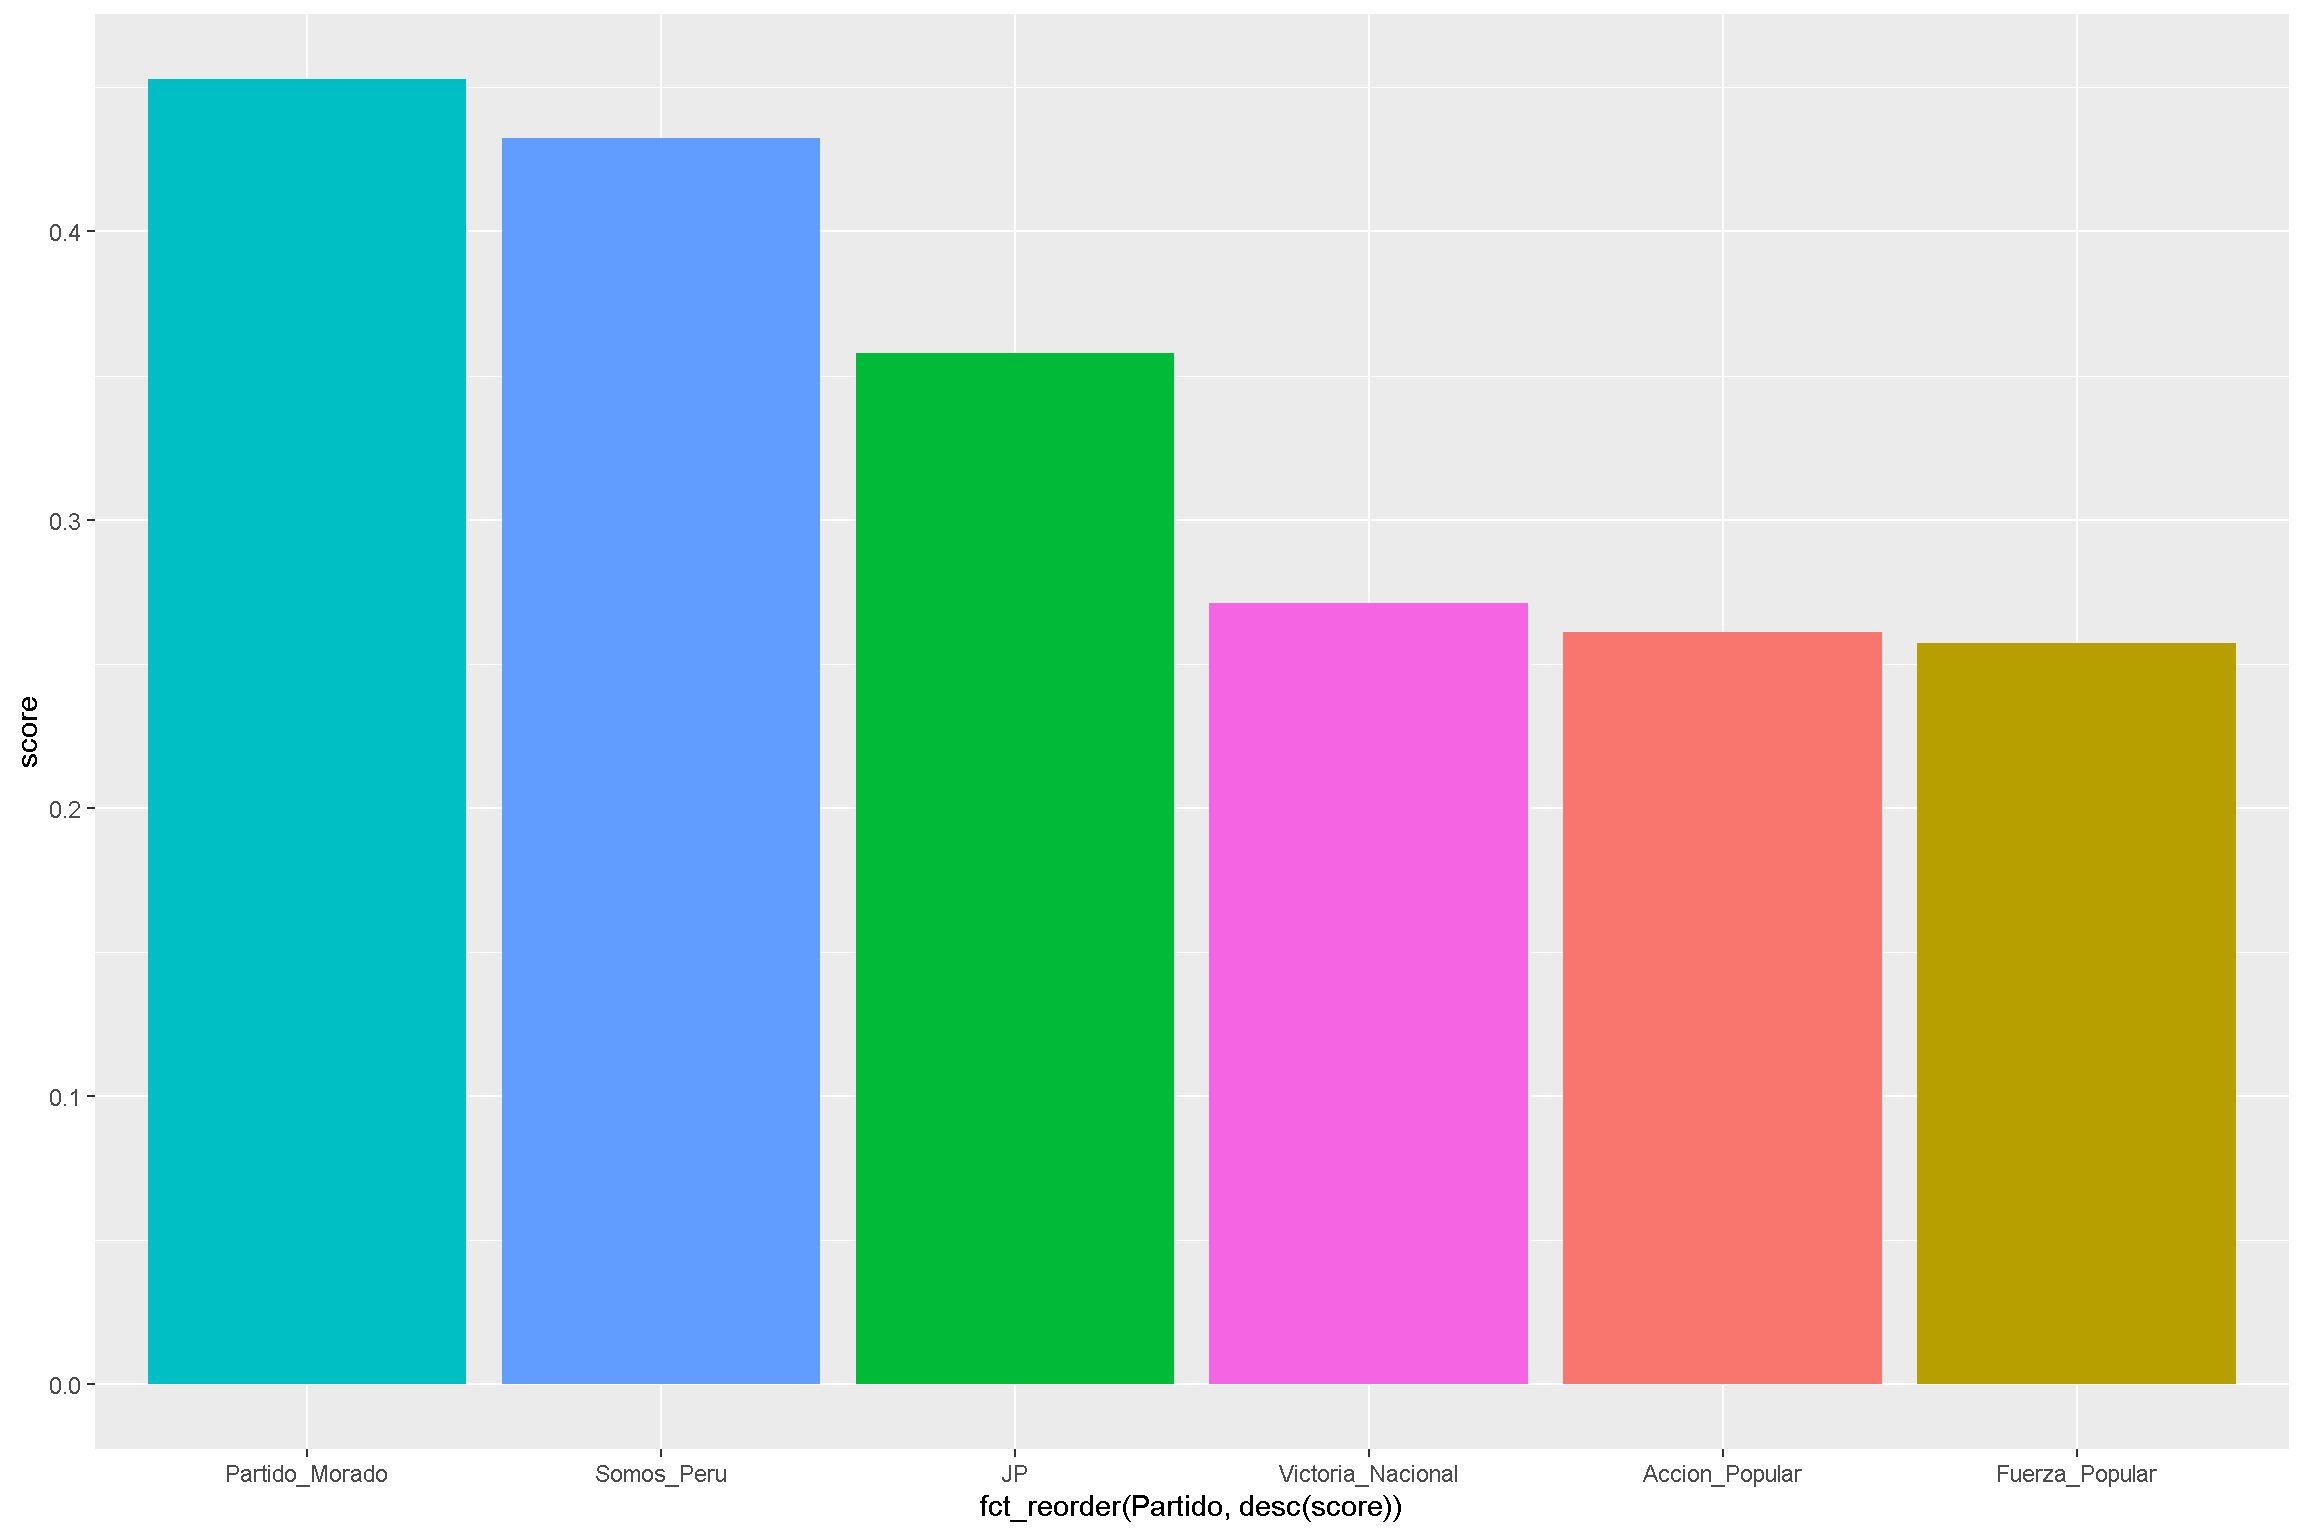 score
0.4
0.3
0.2
0.1
0.0
Partido_Morado Somos_Peru JP Victoria_Nacional Accion_Popular Fuerza_Popular
fct_reorder(Partido, desc(score))